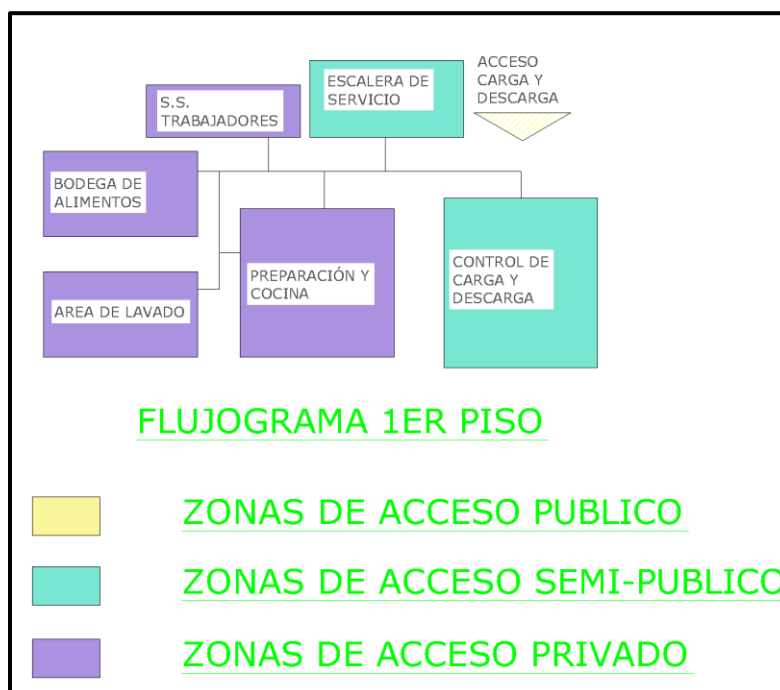 ESCALERA DE
SERVICIO
ACCESO
CARGA Y
DESCARGA
S.S.
TRABAJADORES
BODEGA DE
ALIMENTOS
PREPARACIÓN Y
COCINA
CONTROL DE
CARGA Y
DESCARGA
AREA DE LAVADO
FLUJOGRAMA 1ER PISO
ZONAS DE ACCESO PUBLICO
ZONAS DE ACCESO SEMI-PUBLICO
ZONAS DE ACCESO PRIVADO